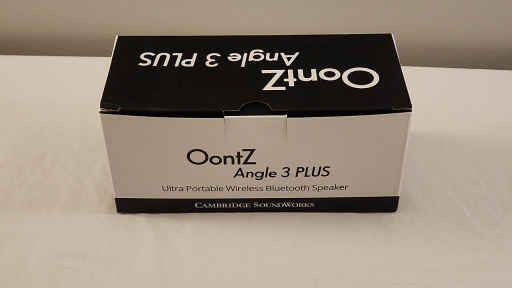 OontZ
Angle 3 PLUS
OontZ
Angle 3 PLUS
Ultra Portable Wireless Bluetooth Speaker
CAMBRIDGE SOUNDWORKS